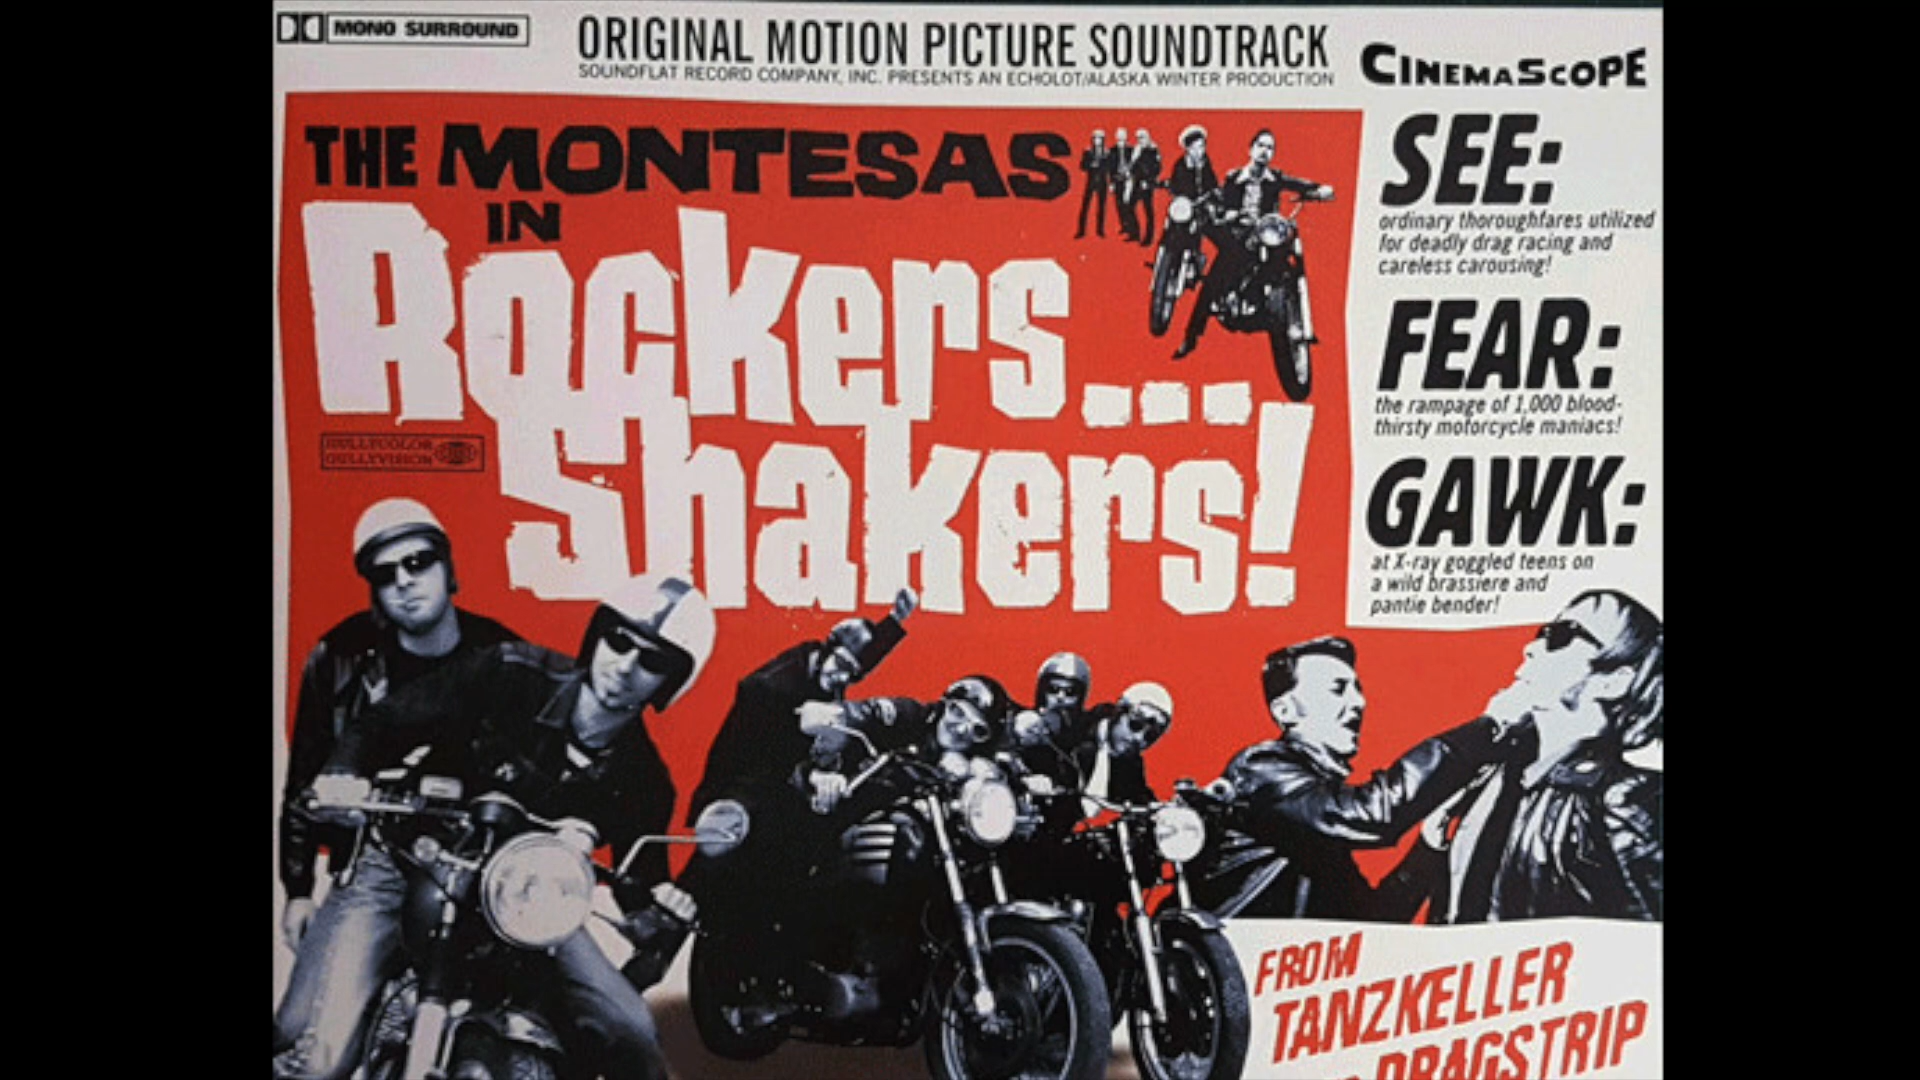 MONO SURROUND
ORIGINAL MOTION PICTURE SOUNDTRACK
SOUNDFLAT RECORD COMPANY, INC. PRESENTS AN ECHOLOT/ALASKA WINTER PRODUCTION
CINEMASCOPE
THE MONTESAS
IN
Rockers...
Shakers!
GULLYCOLOR
GULLYVISION
SEE:
ordinary thoroughfares utilized
for deadly drag racing and
careless carousing!
FEAR:
the rampage of 1,000 blood-
thirsty motorcycle maniacs!
GAWK:
at X-ray goggled teens on
a wild brassiere and
pantie bender!
FROM
TANZKELLER
DRAGSTRIP